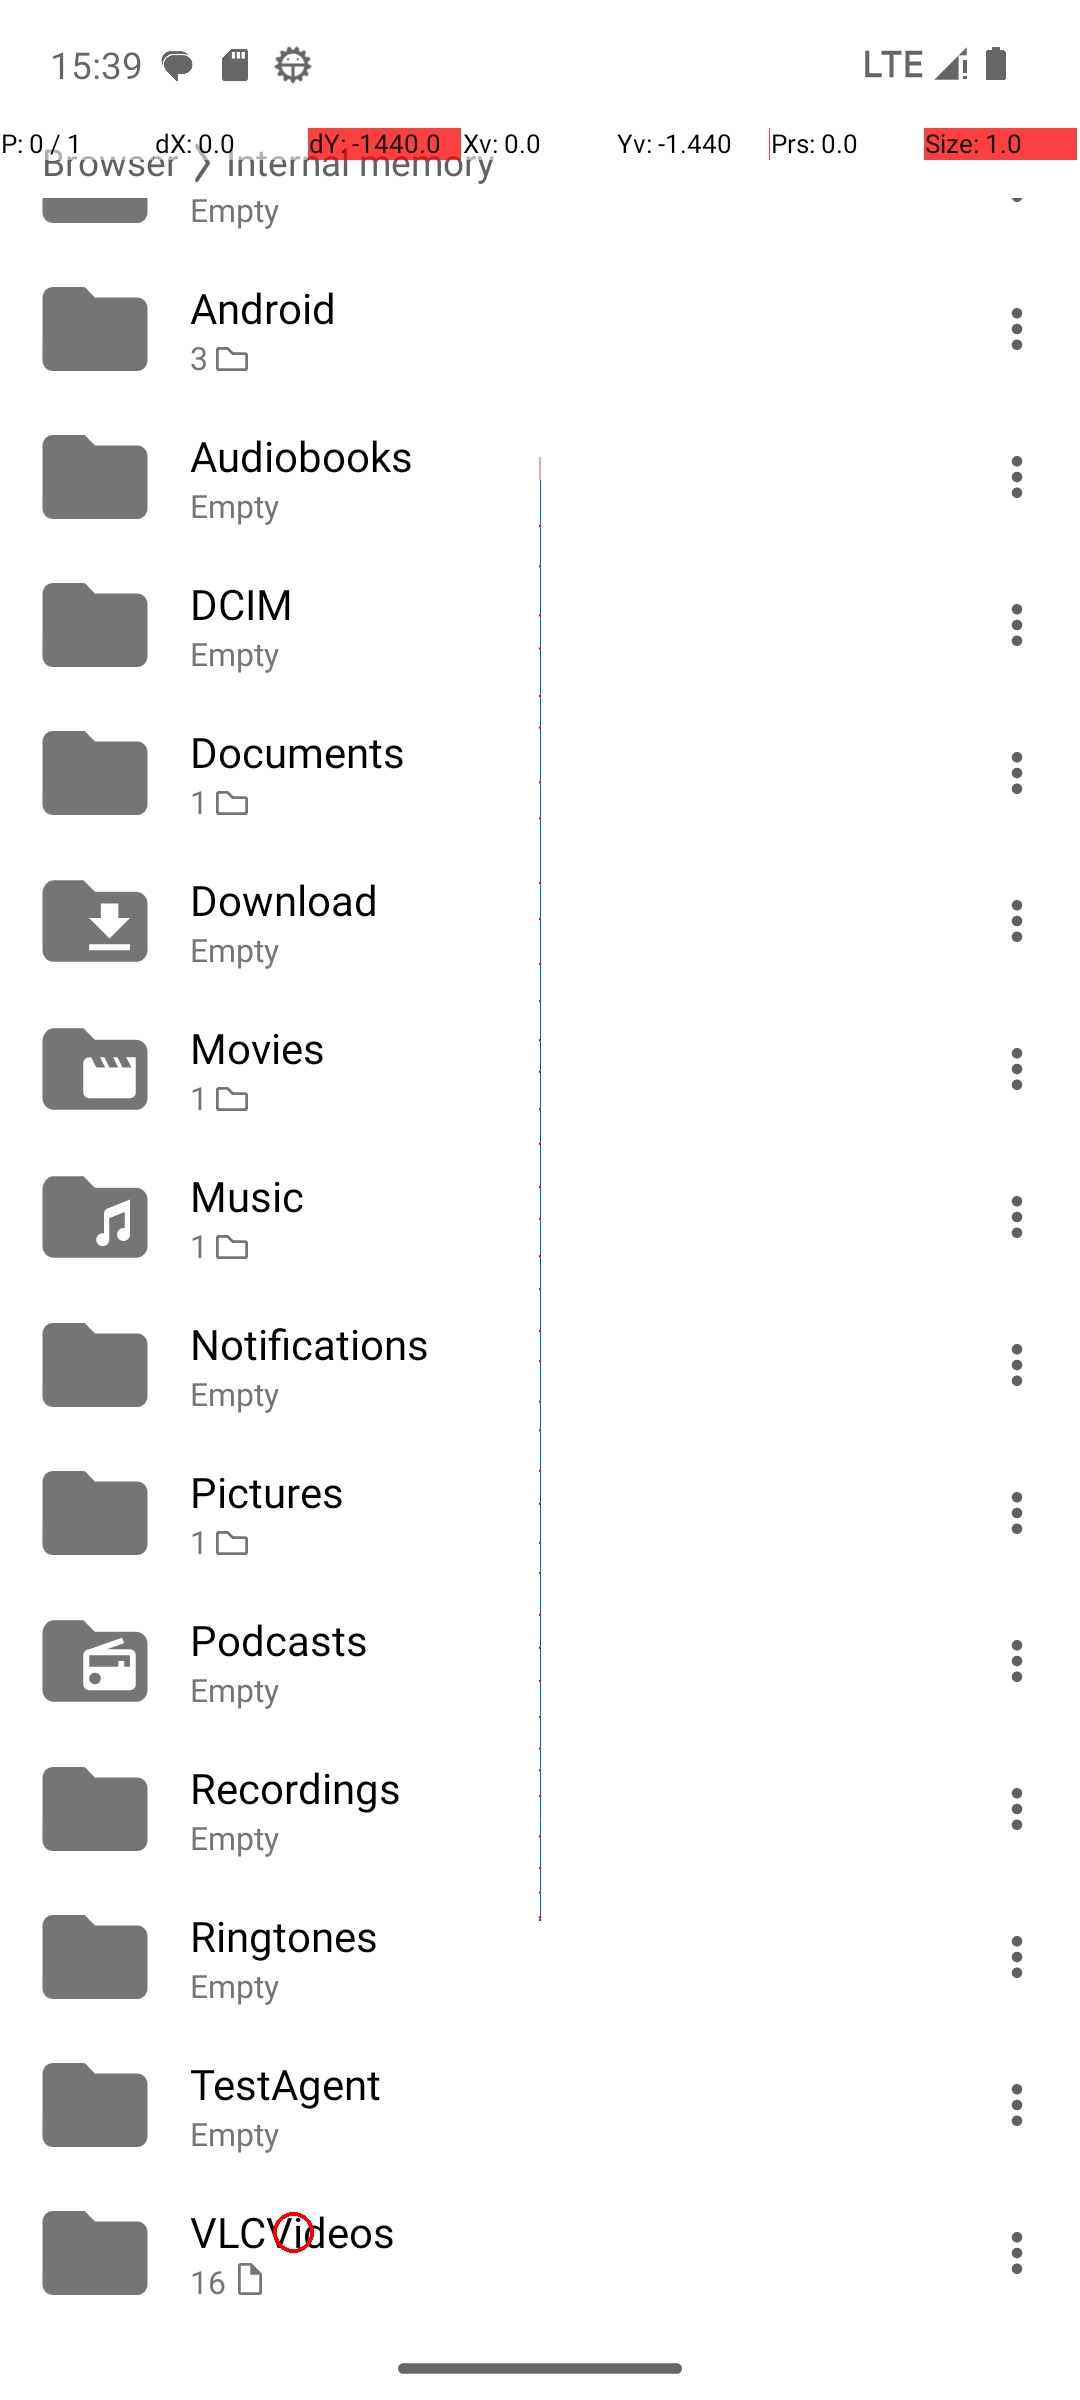 15:39 LTE
P: 0 / 1 dX: 0.0 dY: -1440.0 Xv: 0.0 Yv: -1.440 Prs: 0.0 Size: 1.0
Browser Internal memory
Empty
Android
3
Audiobooks
Empty
DCIM
Empty
Documents
1
Download
Empty
Movies
1
Music
1
Notifications
Empty
Pictures
1
Podcasts
Empty
Recordings
Empty
Ringtones
Empty
TestAgent
Empty
VLCVideos
16